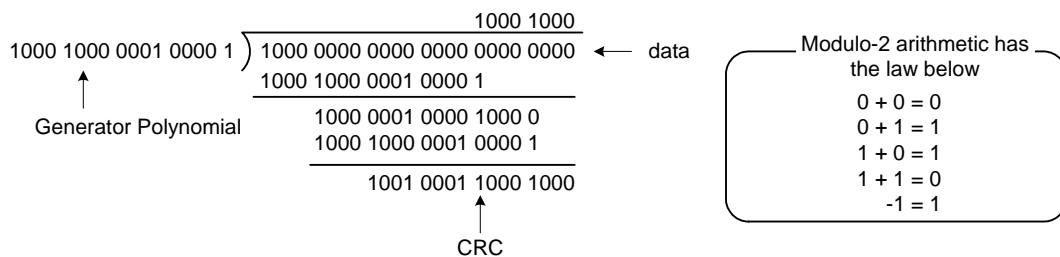 1000 1000
1000 1000 0001 0000 1
1000 0000 0000 0000 0000 0000
data
1000 1000 0001 0000 1
Generator Polynomial
1000 0001 0000 1000 0
1000 1000 0001 0000 1
1001 0001 1000 1000
CRC
Modulo-2 arithmetic has
the law below
0 + 0 = 0
0 + 1 = 1
1 + 0 = 1
1 + 1 = 0
-1 = 1